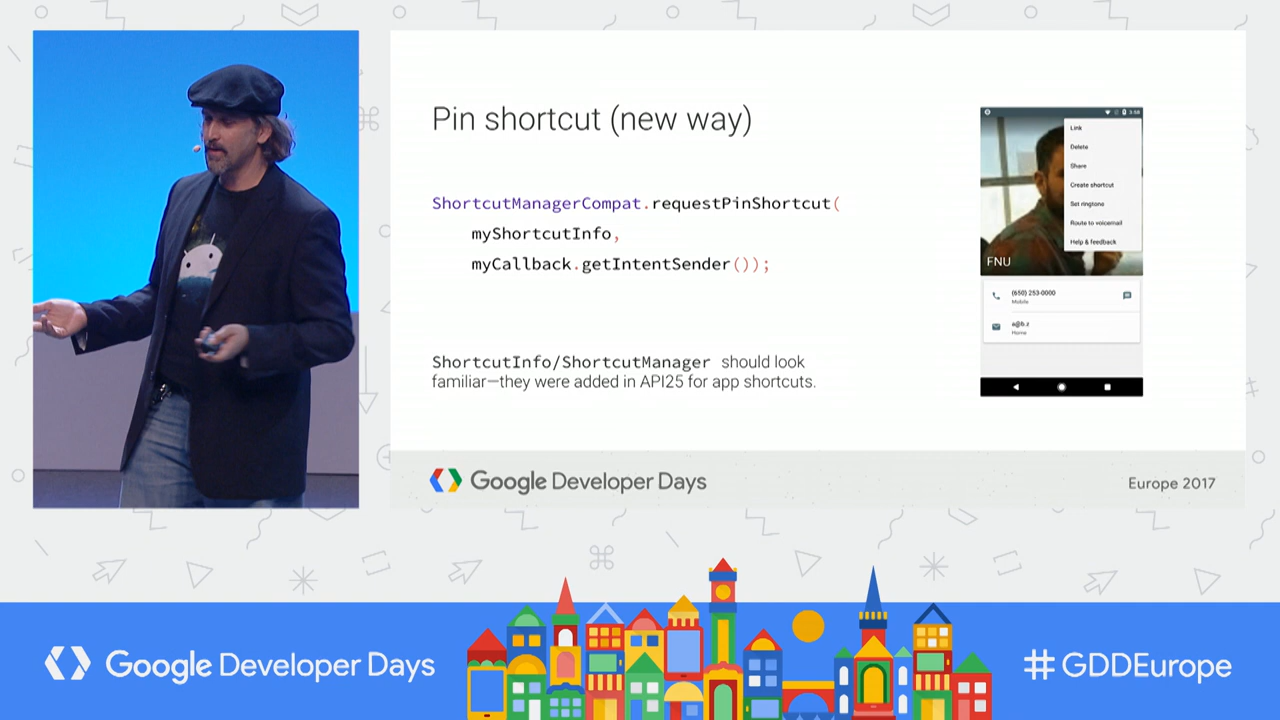 Pin shortcut (new way)
ShortcutManagerCompat.requestPinShortcut(
myShortcutInfo,
myCallback.getIntentSender());
ShortcutInfo/ShortcutManager should look
familiar—they were added in API25 for app shortcuts.
3:58
Link
Delete
Share
Create shortcut
Set ringtone
Route to voicemail
Help & feedback
FNU
(650) 253-0000
Mobile
a@b.z
Home
Google Developer Days
Europe 2017
Google Developer Days
#GDDEurope